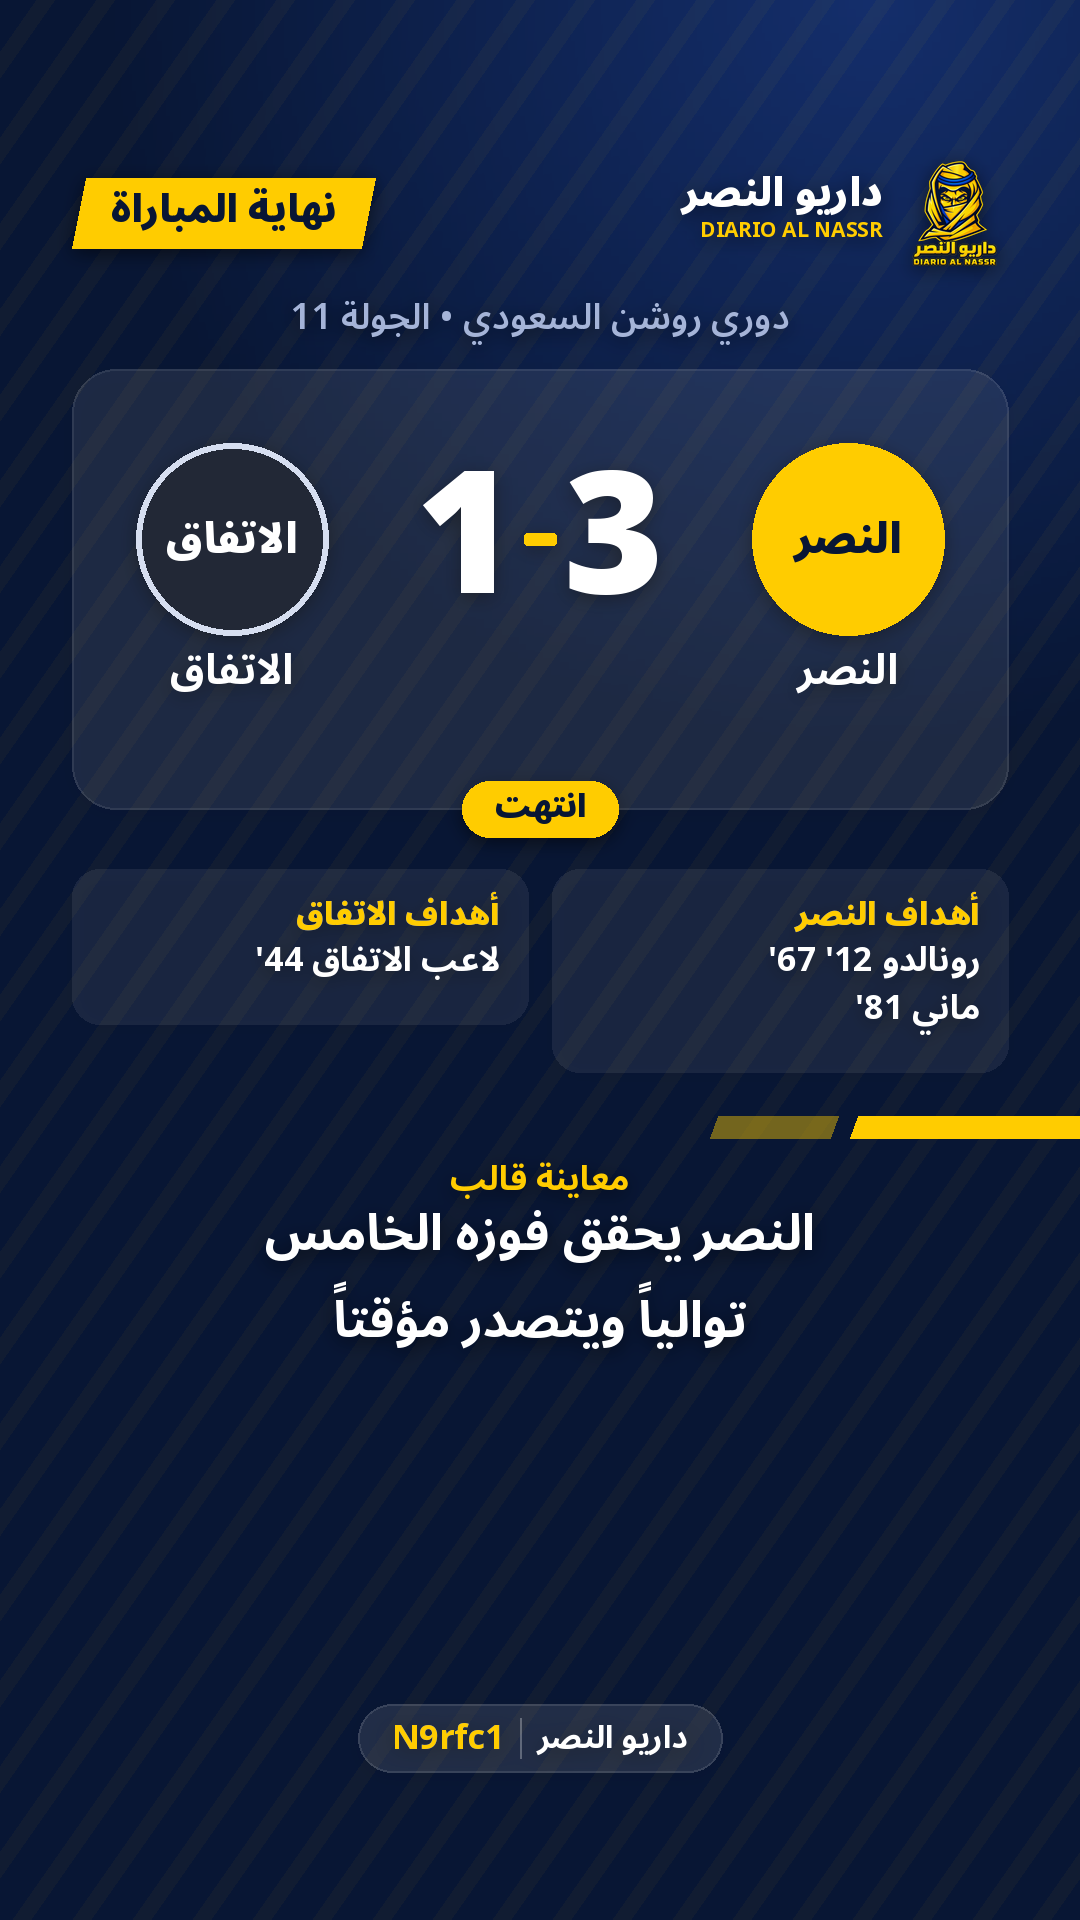 داريو النصر
DIARIO AL NASSR
داريو النصر
DIARIO AL NASSR
نهاية المباراة
دوري روشن السعودي • الجولة 11
النصر
3-1
الاتفاق
النصر
الاتفاق
انتهت
أهداف النصر
رونالدو 12' 67'
ماني 81'
أهداف الاتفاق
لاعب الاتفاق 44'
معاينة قالب
النصر يحقق فوزه الخامس
توالياً ويتصدر مؤقتاً
داريو النصر | N9rfc1